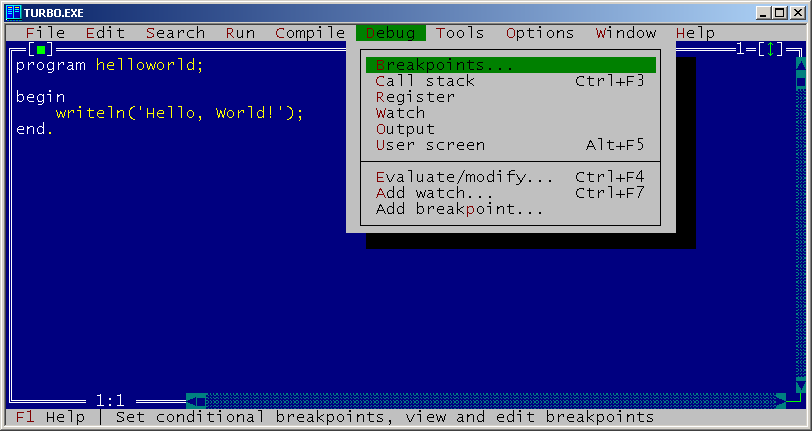 TURBO.EXE
File Edit Search Run Compile Debug Tools Options Window Help
[■] 1=[↕]
program helloworld;
begin
writeln('Hello, World!');
end.
Breakpoints...
Call stack Ctrl+F3
Register
Watch
Output
User screen Alt+F5
Evaluate/modify... Ctrl+F4
Add watch... Ctrl+F7
Add breakpoint...
1:1
F1 Help | Set conditional breakpoints, view and edit breakpoints